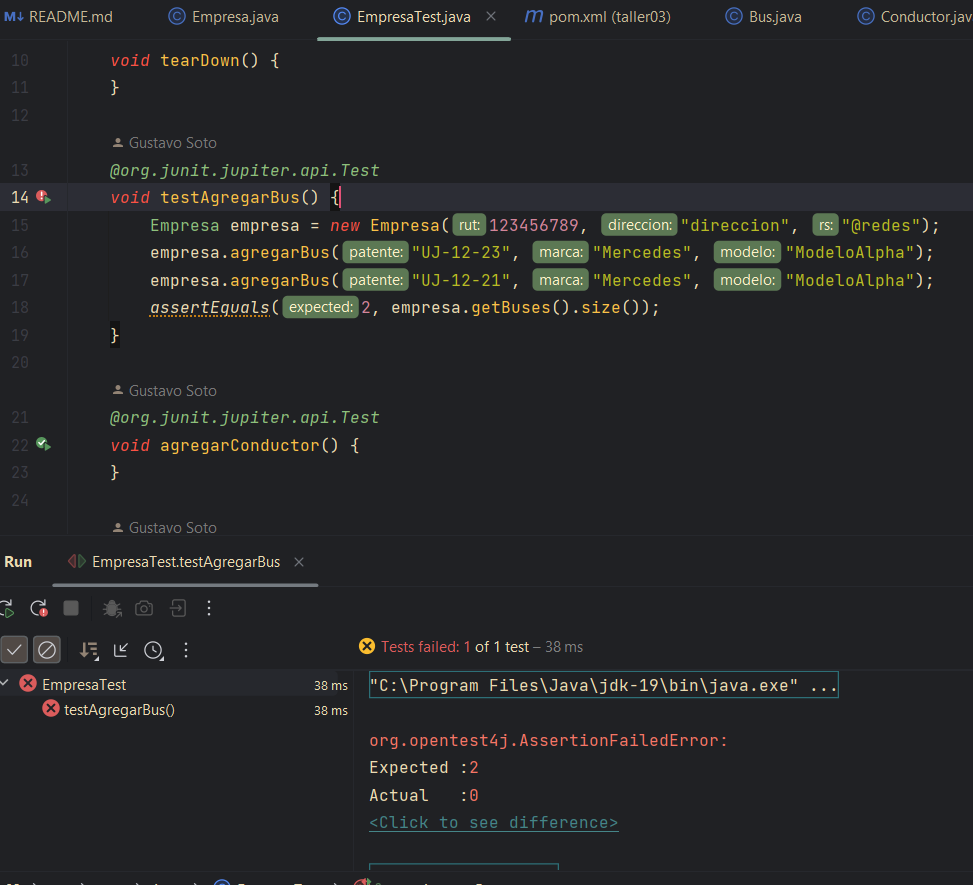 M↓ README.md C Empresa.java C EmpresaTest.java × m pom.xml (taller03) C Bus.java C Conductor.jav
10 void tearDown() {
11 }
12
Gustavo Soto
13 @org.junit.jupiter.api.Test
14 void testAgregarBus() {
15 Empresa empresa = new Empresa( rut: 123456789, direccion: "direccion", rs: "@redes");
16 empresa.agregarBus( patente: "UJ-12-23", marca: "Mercedes", modelo: "ModeloAlpha");
17 empresa.agregarBus( patente: "UJ-12-21", marca: "Mercedes", modelo: "ModeloAlpha");
18 assertEquals( expected: 2, empresa.getBuses().size());
19 }
20
Gustavo Soto
21 @org.junit.jupiter.api.Test
22 void agregarConductor() {
23 }
24
Gustavo Soto
Run EmpresaTest.testAgregarBus ×
Tests failed: 1 of 1 test – 38 ms
EmpresaTest 38 ms
testAgregarBus() 38 ms
"C:\Program Files\Java\jdk-19\bin\java.exe" ...
org.opentest4j.AssertionFailedError:
Expected :2
Actual :0
<Click to see difference>